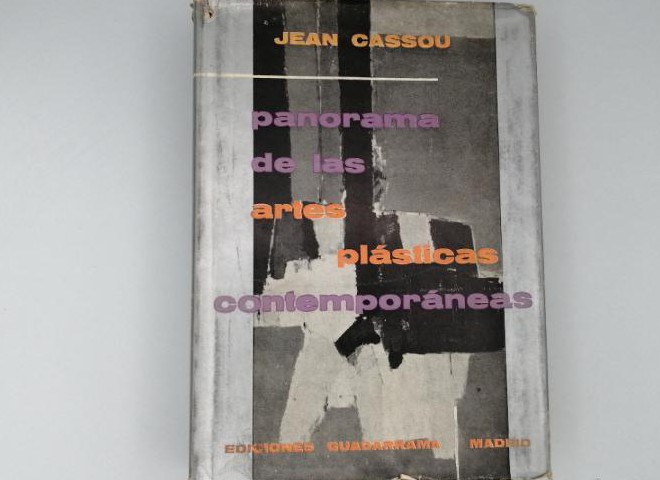 JEAN CASSOU
panorama
de las
artes
plásticas
contemporáneas
EDICIONES GUADARRAMA MADRID